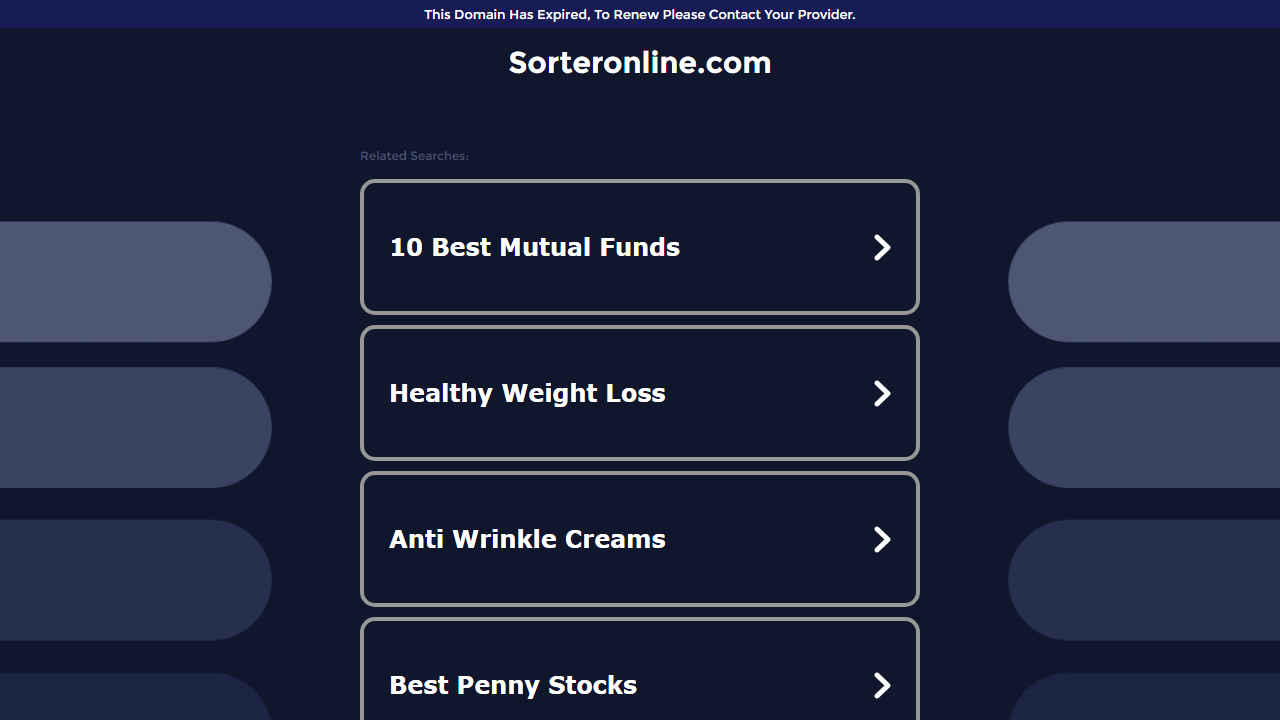 This Domain Has Expired, To Renew Please Contact Your Provider.
Sorteronline.com
Related Searches:
10 Best Mutual Funds
Healthy Weight Loss
Anti Wrinkle Creams
Best Penny Stocks